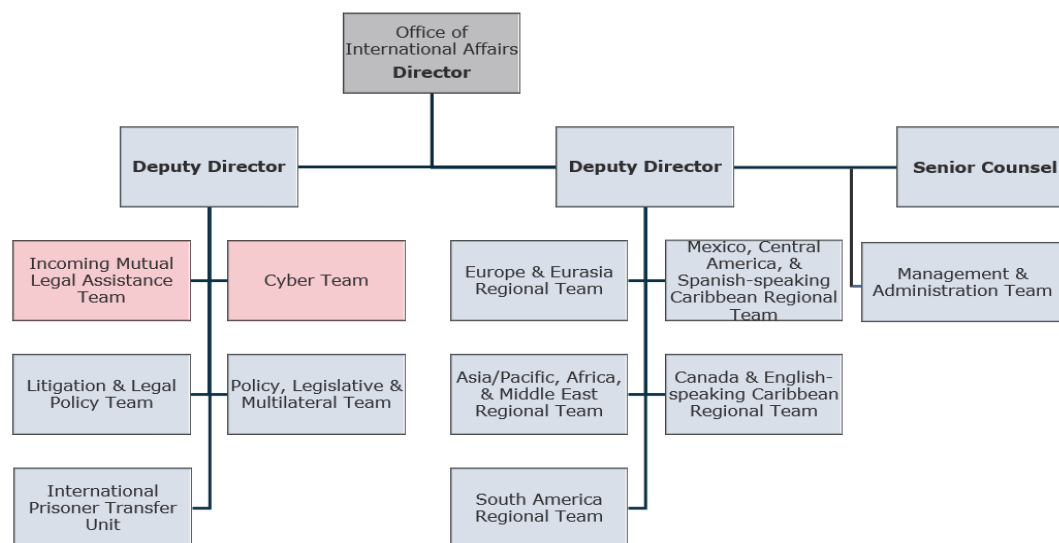 Office of
International Affairs
Director
Deputy Director
Deputy Director
Senior Counsel
Incoming Mutual
Legal Assistance
Team
Cyber Team
Europe & Eurasia
Regional Team
Mexico, Central
America, &
Spanish-speaking
Caribbean Regional
Team
Management &
Administration Team
Litigation & Legal
Policy Team
Policy, Legislative &
Multilateral Team
Asia/Pacific, Africa,
& Middle East
Regional Team
Canada & English-
speaking Caribbean
Regional Team
International
Prisoner Transfer
Unit
South America
Regional Team